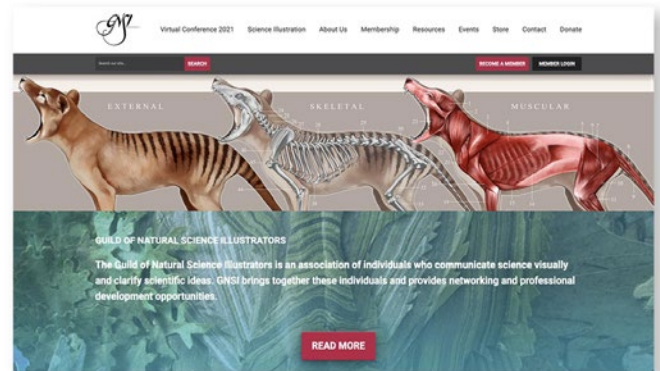 GNSI
Virtual Conference 2021 Science Illustration About Us Membership Resources Events Store Contact Donate
Search our site... SEARCH BECOME A MEMBER MEMBER LOGIN
EXTERNAL SKELETAL MUSCULAR
GUILD OF NATURAL SCIENCE ILLUSTRATORS
The Guild of Natural Science Illustrators is an association of individuals who communicate science visually
and clarify scientific ideas. GNSI brings together these individuals and provides networking and professional
development opportunities.
READ MORE